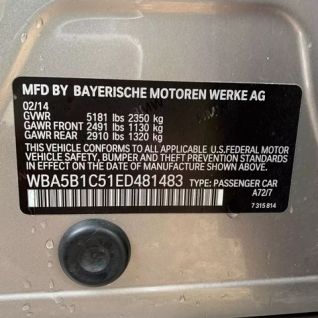 MFD BY BAYERISCHE MOTOREN WERKE AG
02/14
GVWR 5181 lbs 2350 kg
GAWR FRONT 2491 lbs 1130 kg
GAWR REAR 2910 lbs 1320 kg
THIS VEHICLE CONFORMS TO ALL APPLICABLE
U.S.FEDERAL MOTOR
VEHICLE SAFETY, BUMPER AND THEFT
PREVENTION STANDARDS IN EFFECT ON THE
DATE OF MANUFACTURE SHOWN ABOVE.
WBA5B1C51ED481483 TYPE: PASSENGER CAR
A72/7
7 315 814